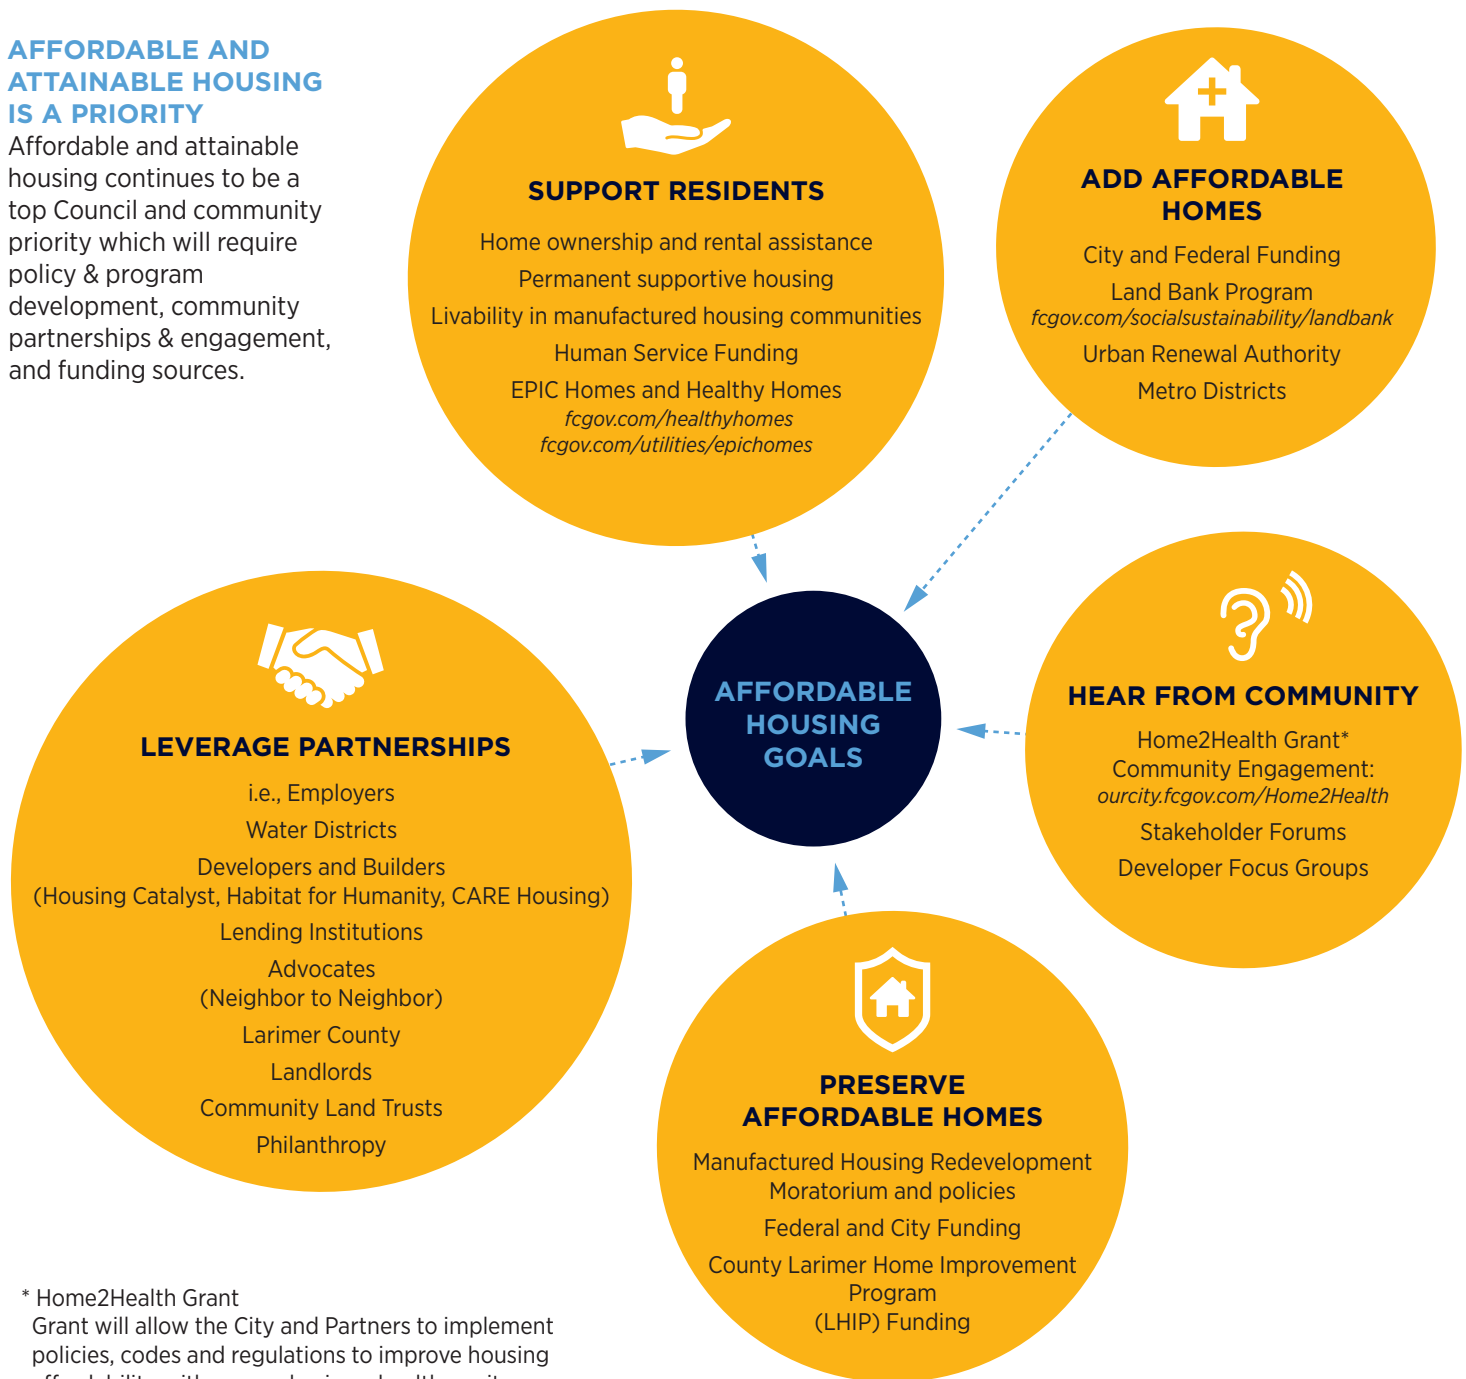 AFFORDABLE AND
ATTAINABLE HOUSING
IS A PRIORITY
Affordable and attainable
housing continues to be a
top Council and community
priority which will require
policy & program
development, community
partnerships & engagement,
and funding sources.
SUPPORT RESIDENTS
Home ownership and rental assistance
Permanent supportive housing
Livability in manufactured housing communities
Human Service Funding
EPIC Homes and Healthy Homes
fcgov.com/healthyhomes
fcgov.com/utilities/epichomes
ADD AFFORDABLE
HOMES
City and Federal Funding
Land Bank Program
fcgov.com/socialsustainability/landbank
Urban Renewal Authority
Metro Districts
AFFORDABLE
HOUSING
GOALS
HEAR FROM COMMUNITY
Home2Health Grant*
Community Engagement:
ourcity.fcgov.com/Home2Health
Stakeholder Forums
Developer Focus Groups
LEVERAGE PARTNERSHIPS
i.e., Employers
Water Districts
Developers and Builders
(Housing Catalyst, Habitat for Humanity, CARE Housing)
Lending Institutions
Advocates
(Neighbor to Neighbor)
Larimer County
Landlords
Community Land Trusts
Philanthropy
PRESERVE
AFFORDABLE HOMES
Manufactured Housing Redevelopment
Moratorium and policies
Federal and City Funding
County Larimer Home Improvement
Program
(LHIP) Funding
* Home2Health Grant
Grant will allow the City and Partners to implement
policies, codes and regulations to improve housing